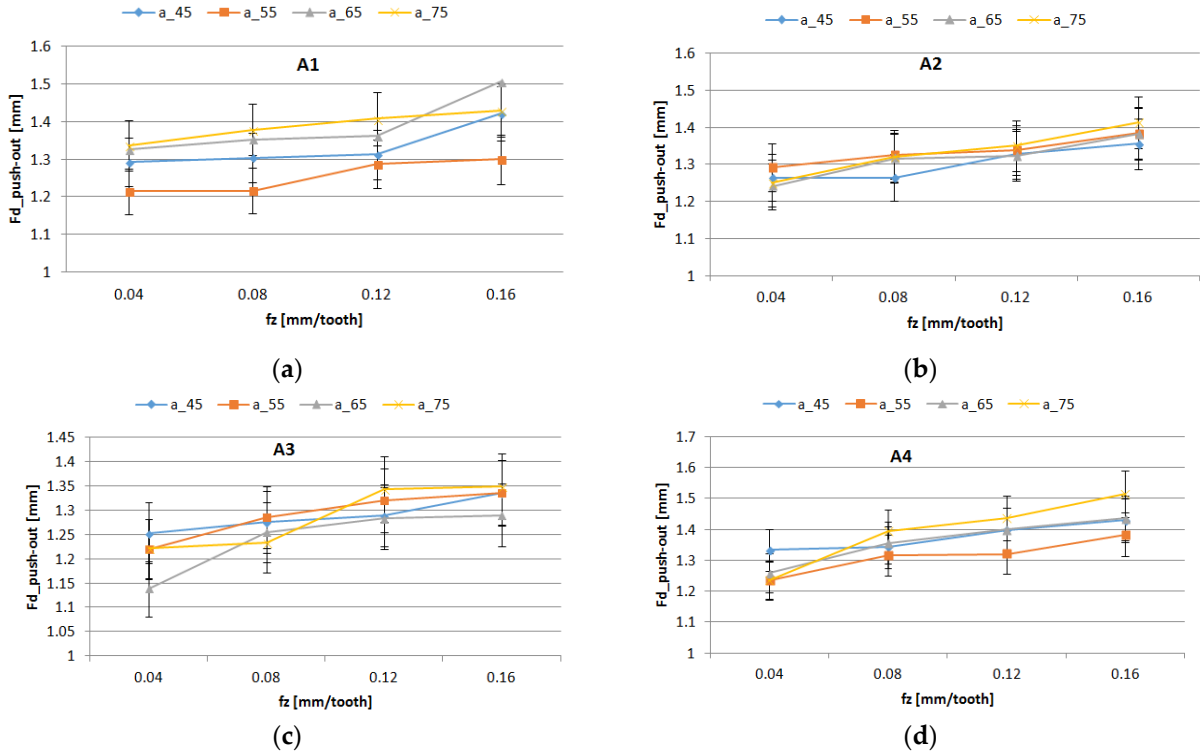 a_45 a_55 a_65 a_75
A1
Fd_push-out [mm]
1.6
1.5
1.4
1.3
1.2
1.1
1
0.04 0.08 0.12 0.16
fz [mm/tooth]
(a)
a_45 a_55 a_65 a_75
A2
Fd_push-out [mm]
1.6
1.5
1.4
1.3
1.2
1.1
1
0.04 0.08 0.12 0.16
fz [mm/tooth]
(b)
a_45 a_55 a_65 a_75
A3
Fd_push-out [mm]
1.45
1.4
1.35
1.3
1.25
1.2
1.15
1.1
1.05
1
0.04 0.08 0.12 0.16
fz [mm/tooth]
(c)
a_45 a_55 a_65 a_75
A4
Fd_push-out [mm]
1.7
1.6
1.5
1.4
1.3
1.2
1.1
1
0.04 0.08 0.12 0.16
fz [mm/tooth]
(d)